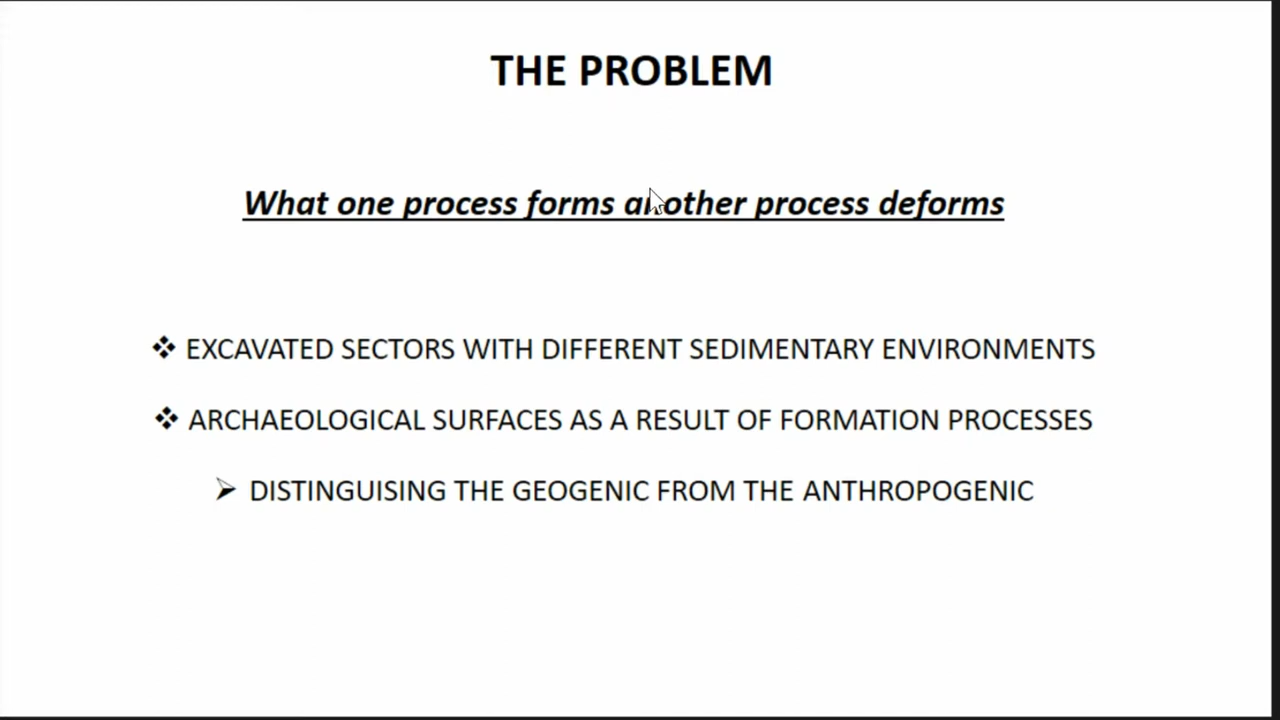 THE PROBLEM
What one process forms another process deforms
❖ EXCAVATED SECTORS WITH DIFFERENT SEDIMENTARY ENVIRONMENTS
❖ ARCHAEOLOGICAL SURFACES AS A RESULT OF FORMATION PROCESSES
➢ DISTINGUISING THE GEOGENIC FROM THE ANTHROPOGENIC